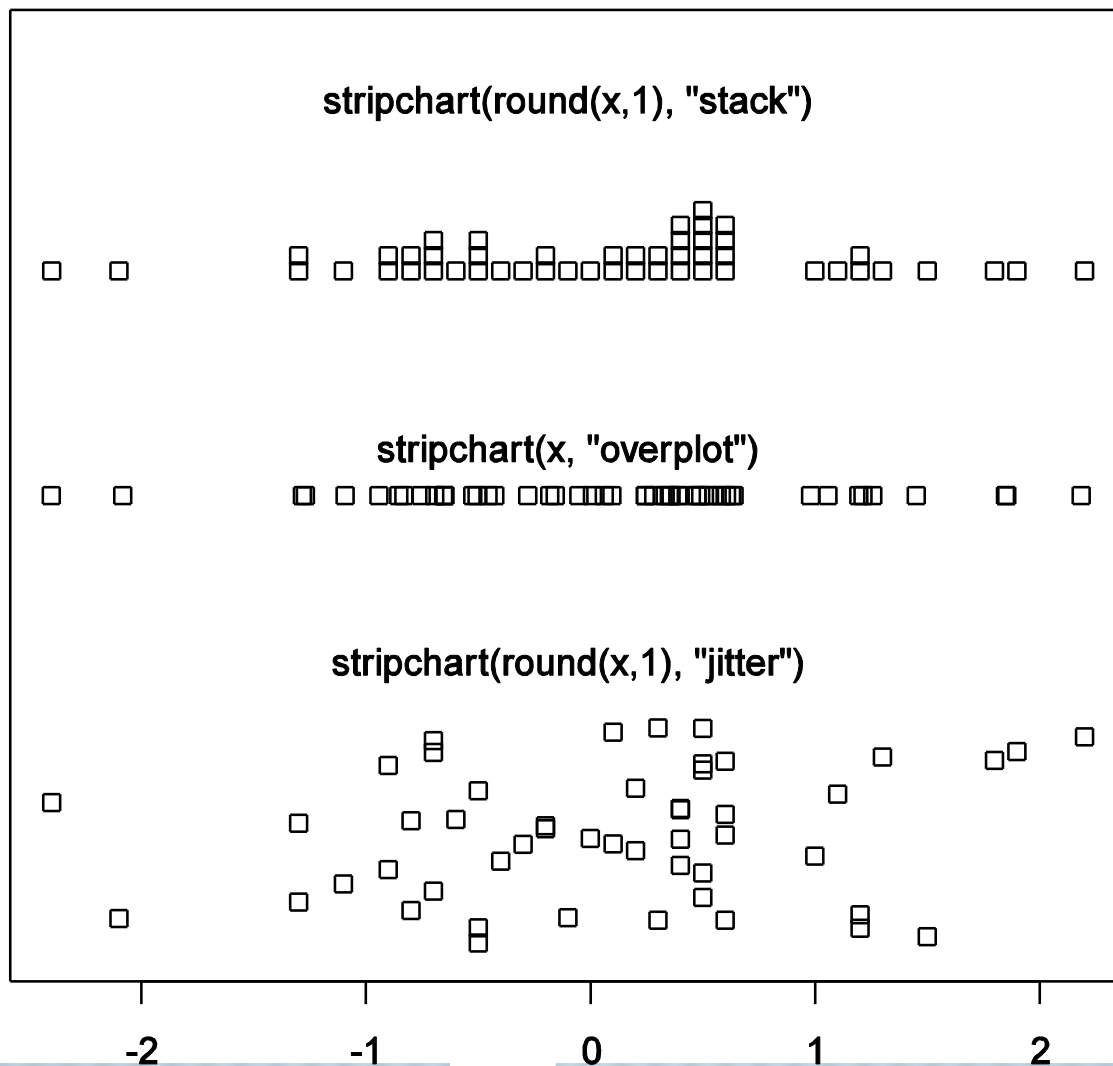 stripchart(round(x,1), "stack")
stripchart(x, "overplot")
stripchart(round(x,1), "jitter")
-2 -1 0 1 2